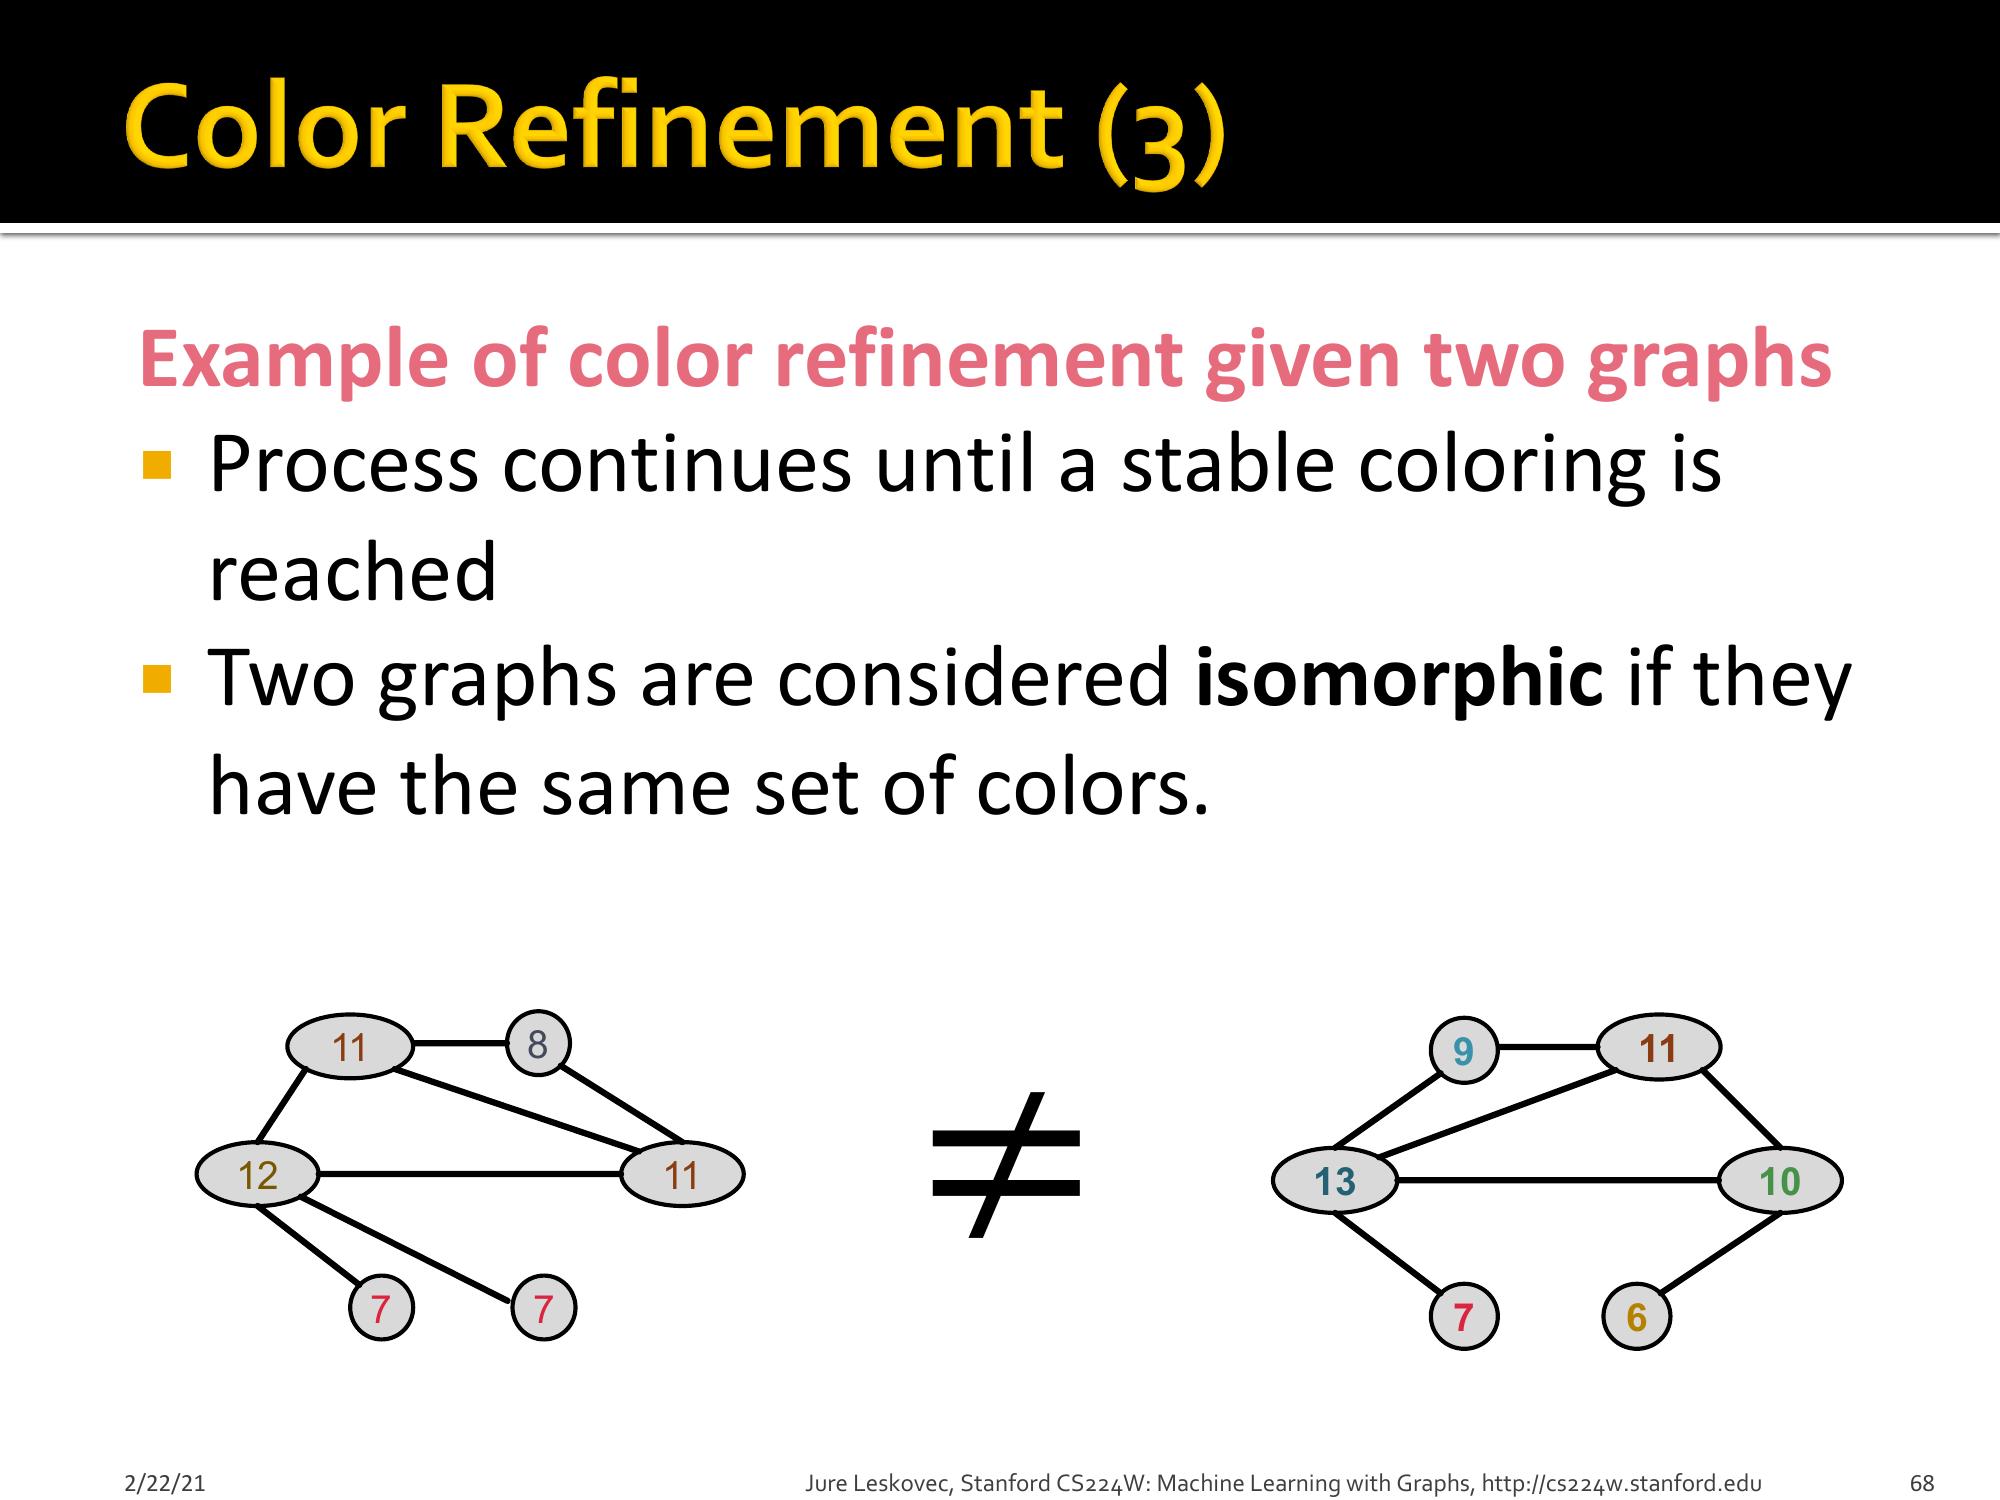 Color Refinement (3)
Example of color refinement given two graphs
■ Process continues until a stable coloring is
reached
■ Two graphs are considered isomorphic if they
have the same set of colors.
11 8
12 11
7 7
≠
9 11
13 10
7 6
2/22/21
Jure Leskovec, Stanford CS224W: Machine Learning with Graphs, http://cs224w.stanford.edu
68